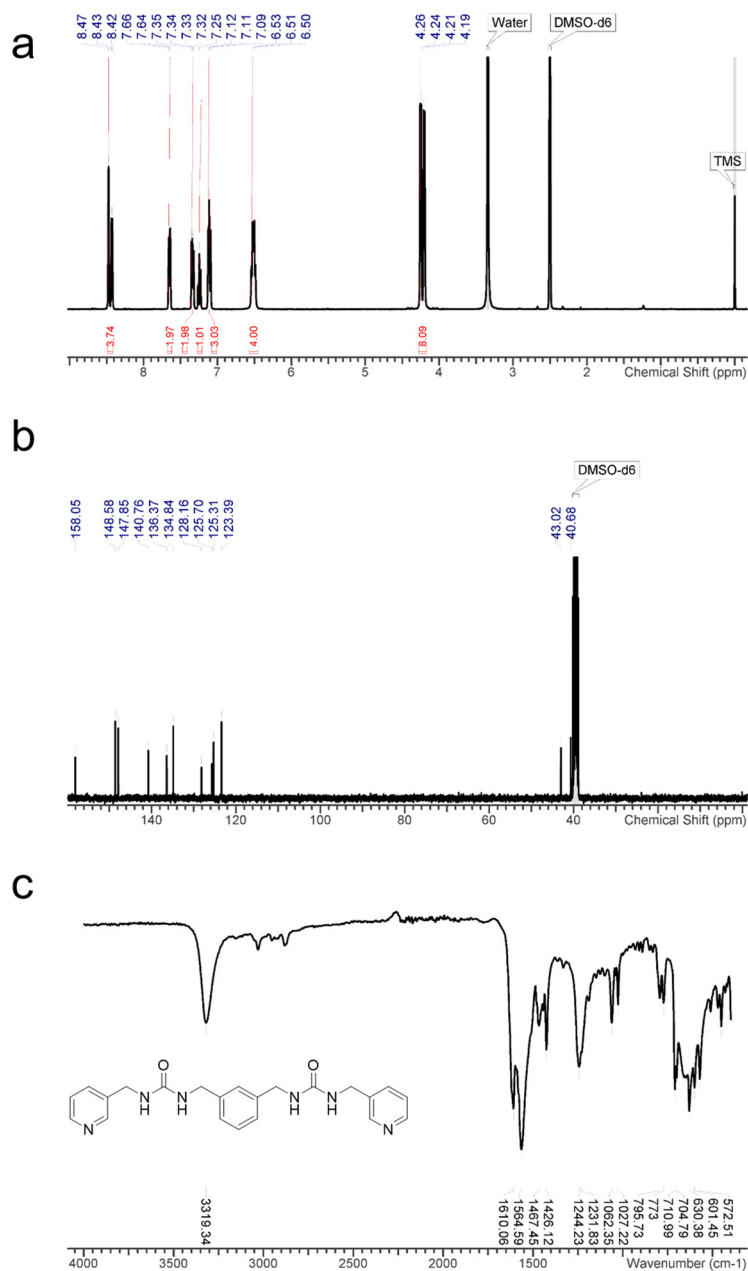 a
8.47 8.43 8.42 7.66 7.64 7.35 7.34 7.33 7.32 7.25 7.12 7.11 7.09 6.53 6.51 6.50 4.26 4.24 4.21 4.19
Water DMSO-d6
TMS
3.74 1.97 1.98 1.01 3.03 4.00 8.09
8 7 6 5 4 3 2 Chemical Shift (ppm)
b
DMSO-d6
158.05 148.58 147.85 140.76 136.37 134.84 128.16 125.70 125.31 123.39 43.02 40.68
140 120 100 80 60 40 Chemical Shift (ppm)
c
O O
N H N H N H N H
N N
3319.34 1610.06 1564.59 1467.45 1426.12 1244.23 1231.83 1062.35 1027.22 795.73 773 710.99 704.79 630.38 601.45 572.51
4000 3500 3000 2500 2000 1500 1000 Wavenumber (cm-1)